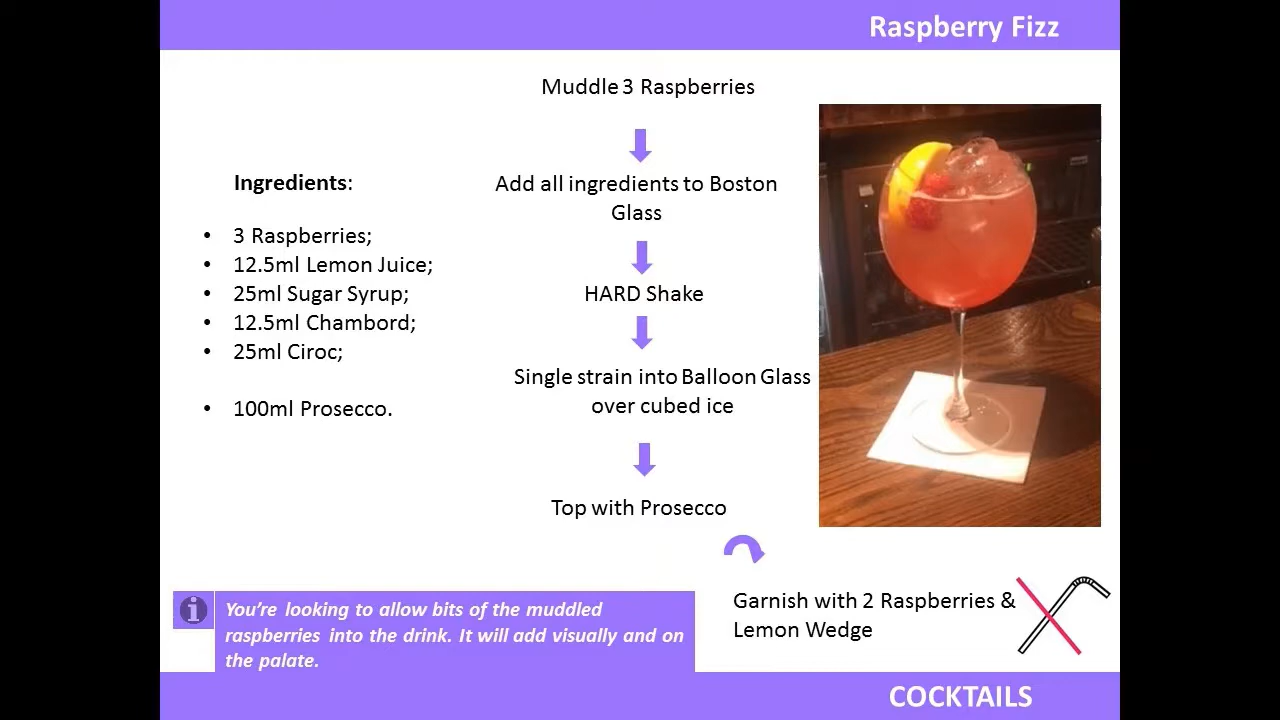 Raspberry Fizz
Muddle 3 Raspberries
Add all ingredients to Boston
Glass
HARD Shake
Single strain into Balloon Glass
over cubed ice
Top with Prosecco
Ingredients:
• 3 Raspberries;
• 12.5ml Lemon Juice;
• 25ml Sugar Syrup;
• 12.5ml Chambord;
• 25ml Ciroc;
• 100ml Prosecco.
Garnish with 2 Raspberries &
Lemon Wedge
i
You're looking to allow bits of the muddled
raspberries into the drink. It will add visually and on
the palate.
COCKTAILS